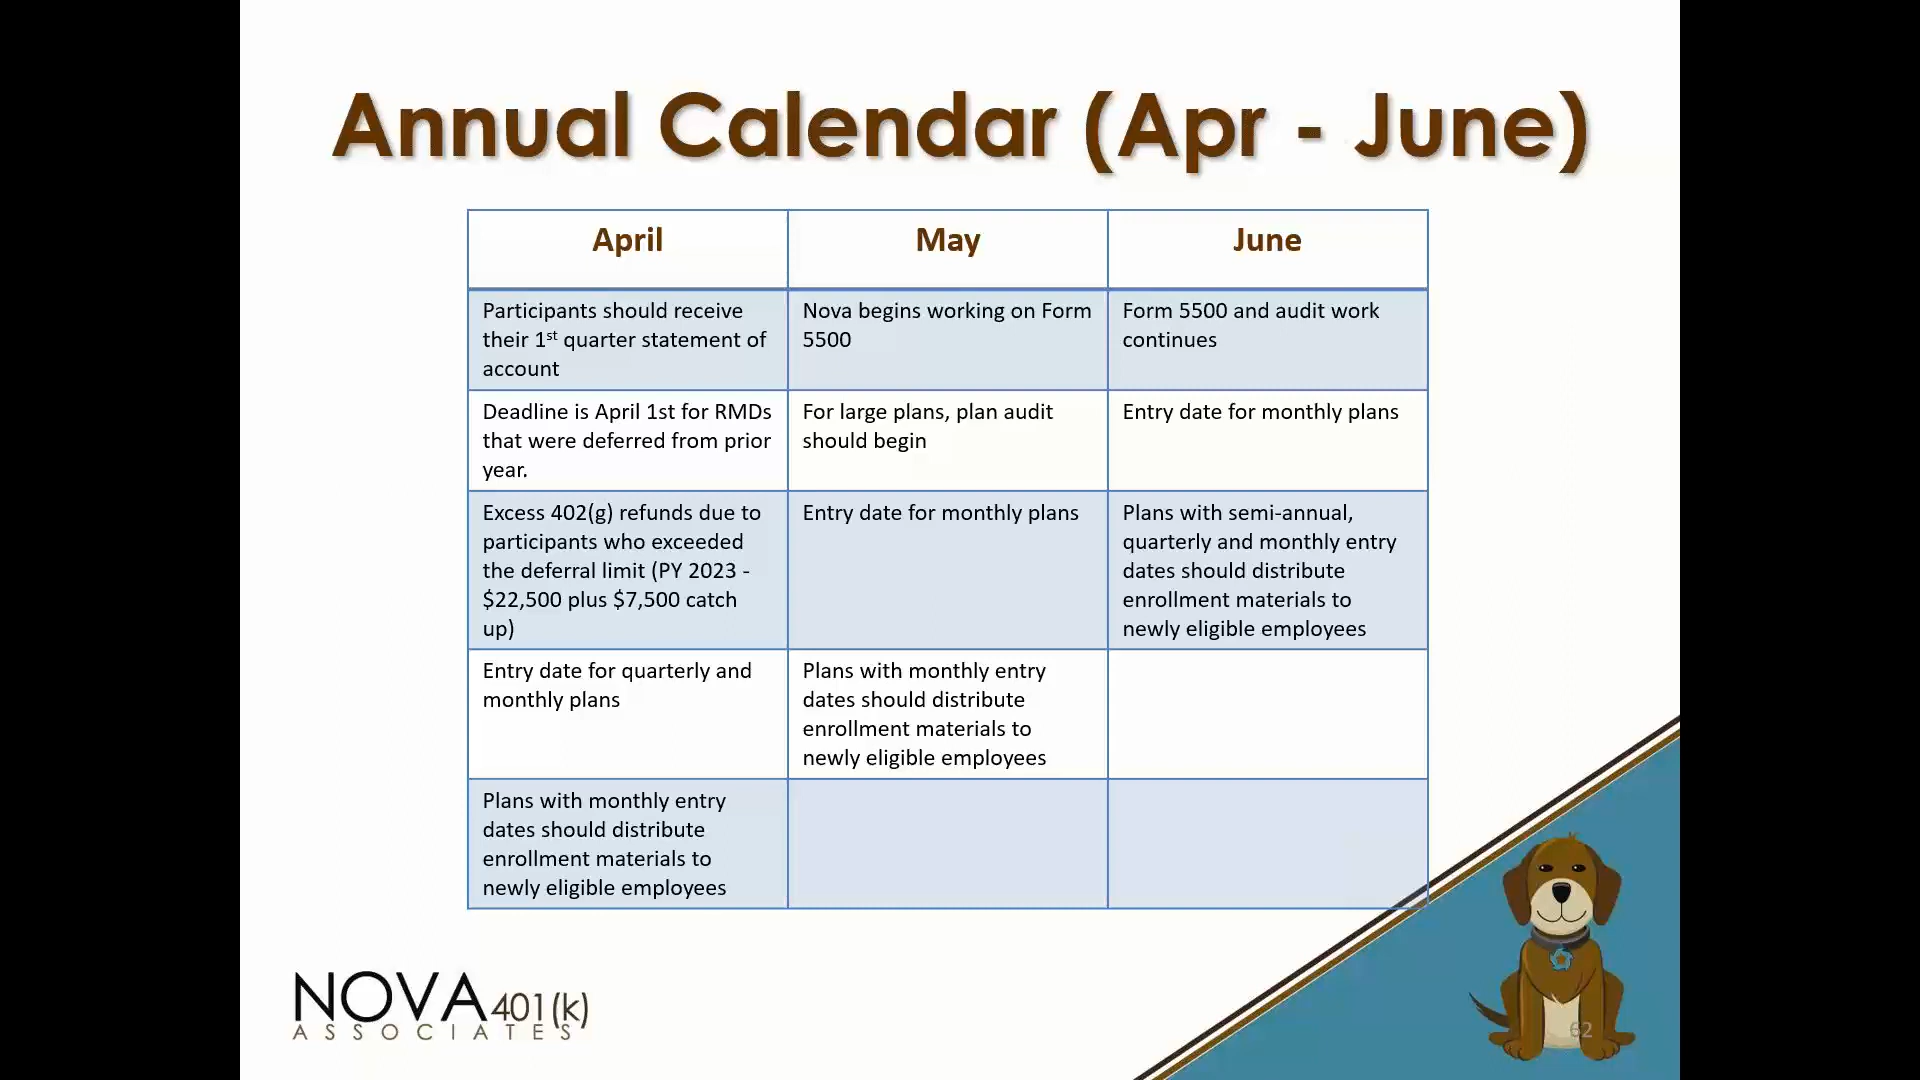 Annual Calendar (Apr - June)
April
May
June
Participants should receive
their 1st quarter statement of
account
Nova begins working on Form
5500
Form 5500 and audit work
continues
Deadline is April 1st for RMDs
that were deferred from prior
year.
For large plans, plan audit
should begin
Entry date for monthly plans
Excess 402(g) refunds due to
participants who exceeded
the deferral limit (PY 2023 -
$22,500 plus $7,500 catch
up)
Entry date for monthly plans
Plans with semi-annual,
quarterly and monthly entry
dates should distribute
enrollment materials to
newly eligible employees
Entry date for quarterly and
monthly plans
Plans with monthly entry
dates should distribute
enrollment materials to
newly eligible employees
Plans with monthly entry
dates should distribute
enrollment materials to
newly eligible employees
NOVA 401(k)
ASSOCIATES
62